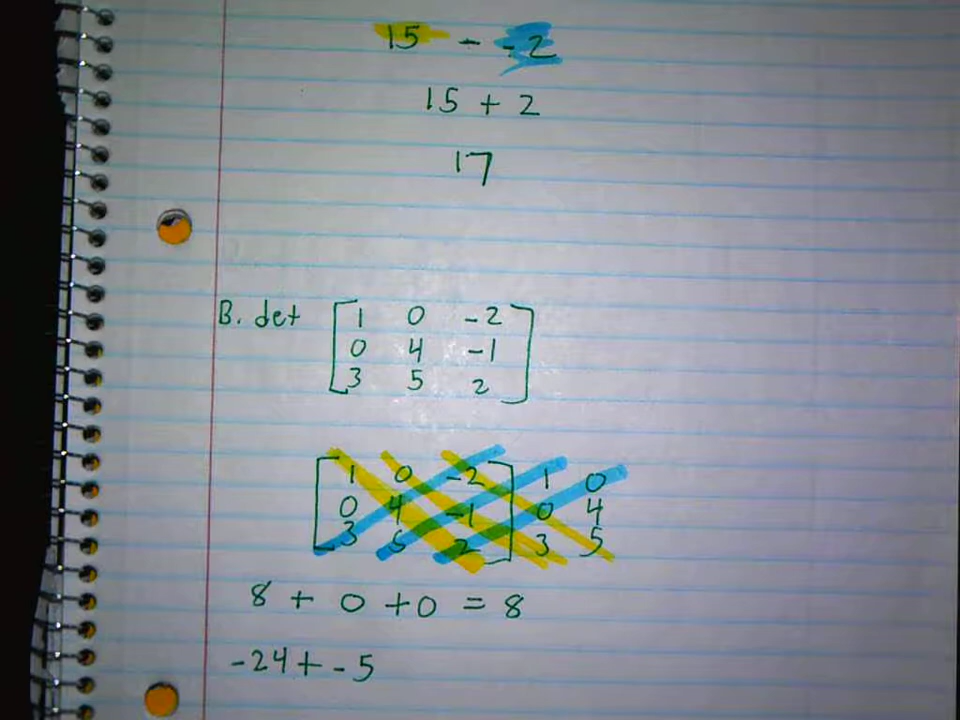 15 - -2
15 + 2
17
B. det [1 0 -2
0 4 -1
3 5 2]
[1 0 -2] 1 0
0 4 -1 0 4
3 5 2 3 5
8 + 0 + 0 = 8
-24 + -5